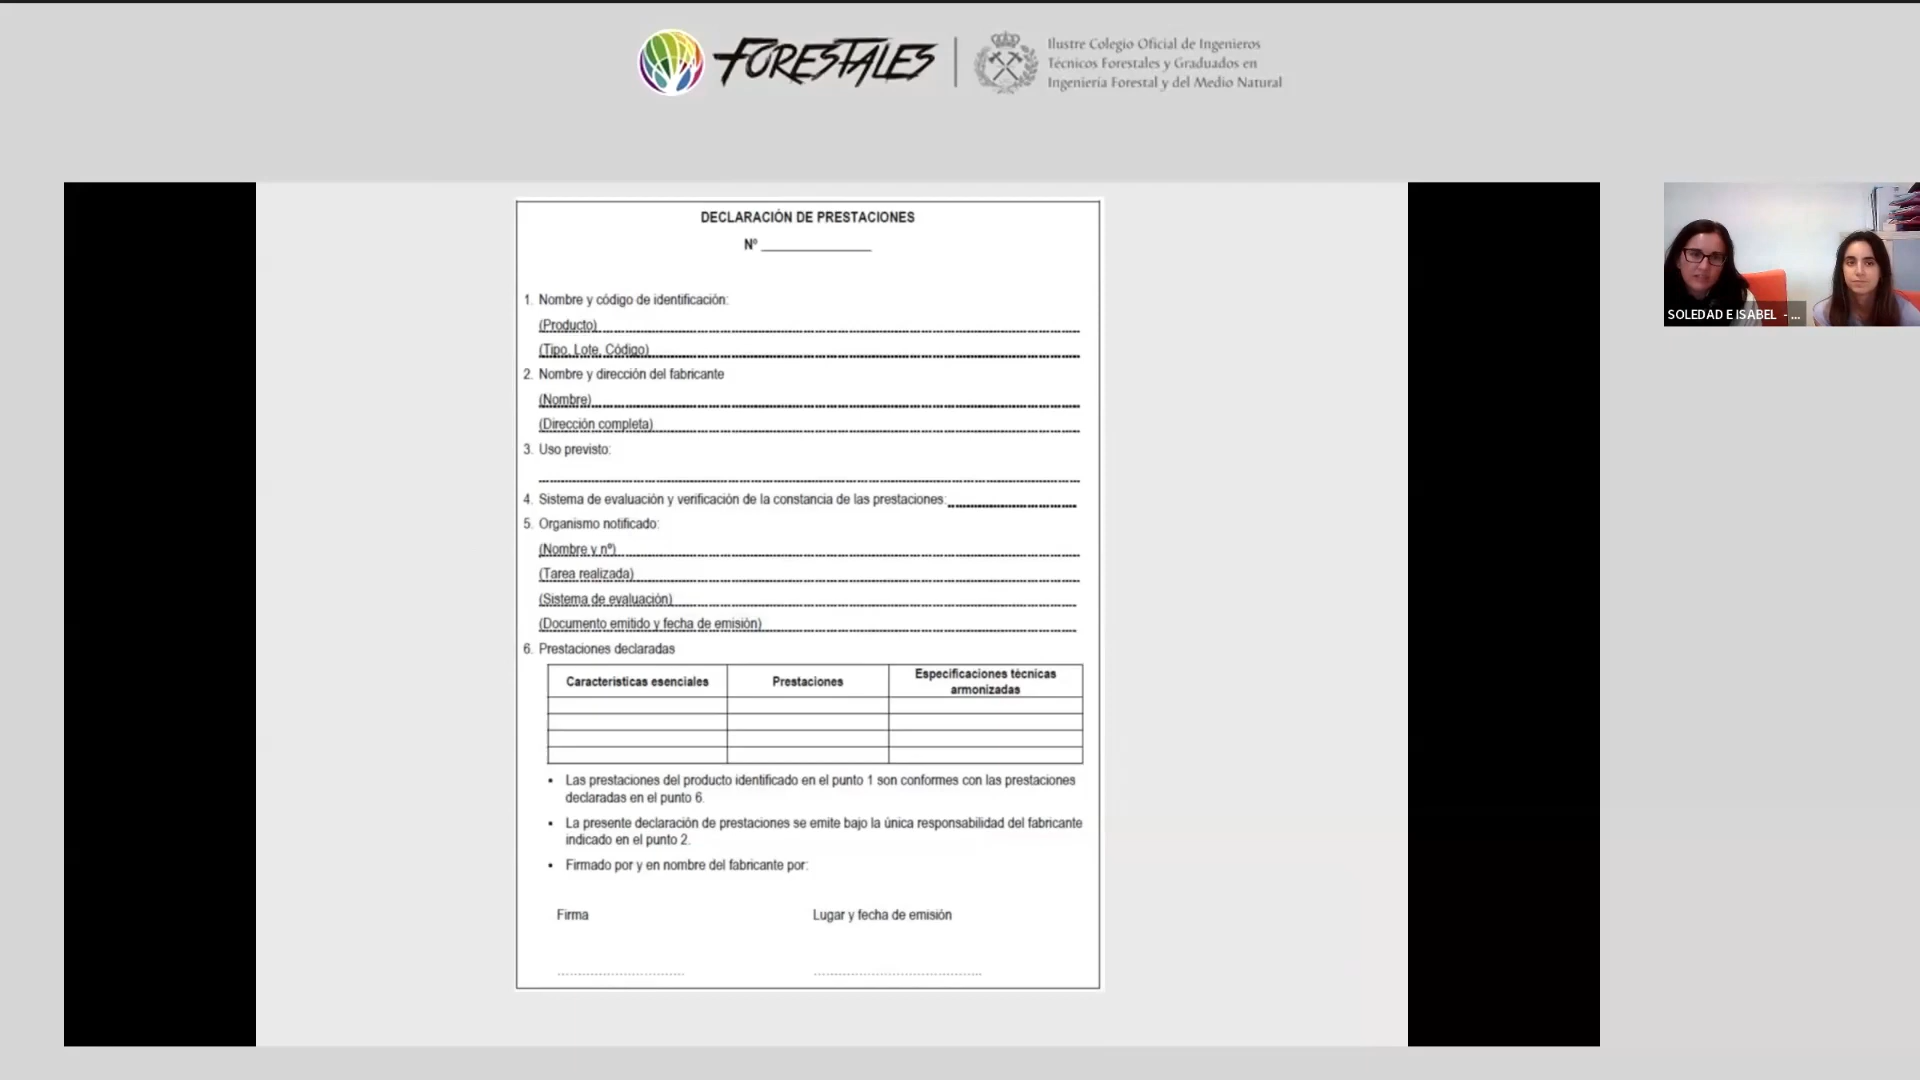 FORESTALES
Ilustre Colegio Oficial de Ingenieros
Técnicos Forestales y Graduados en
Ingeniería Forestal y del Medio Natural
DECLARACIÓN DE PRESTACIONES
Nº
1. Nombre y código de identificación:
(Producto)
(Tipo, Lote, Código)
2. Nombre y dirección del fabricante
(Nombre)
(Dirección completa)
3. Uso previsto:
4. Sistema de evaluación y verificación de la constancia de las prestaciones:
5. Organismo notificado:
(Nombre y nº)
(Tarea realizada)
(Sistema de evaluación)
(Documento emitido y fecha de emisión)
6. Prestaciones declaradas
Características esenciales
Prestaciones
Especificaciones técnicas
armonizadas
• Las prestaciones del producto identificado en el punto 1 son conformes con las prestaciones
declaradas en el punto 6.
• La presente declaración de prestaciones se emite bajo la única responsabilidad del fabricante
indicado en el punto 2.
• Firmado por y en nombre del fabricante por:
Firma
Lugar y fecha de emisión
SOLEDAD E ISABEL - ...